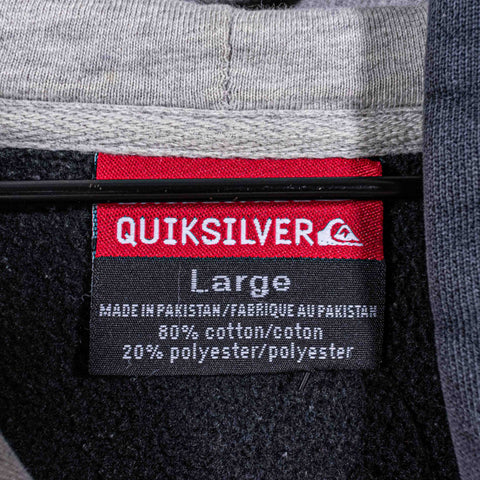 QUIKSILVER
Large
MADE IN PAKISTAN/FABRIQUE AU PAKISTAN
80% cotton/coton
20% polyester/polyester